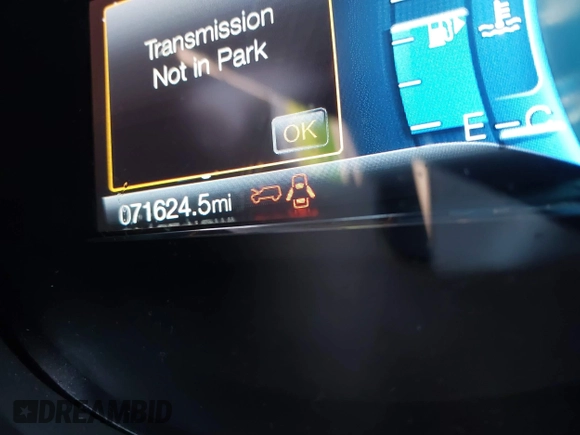 Transmission
Not in Park
OK
E
C
071624.5mi
DREAMBID